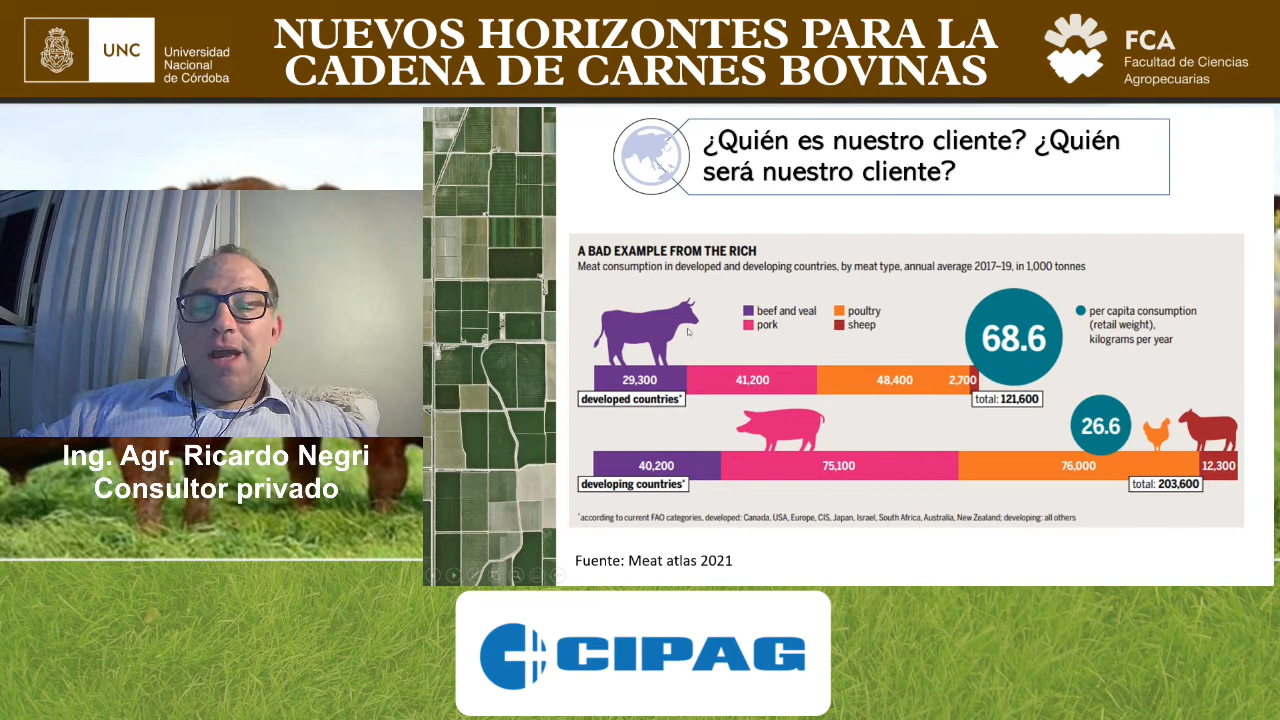 UNC
Universidad
Nacional
de Córdoba
NUEVOS HORIZONTES PARA LA
CADENA DE CARNES BOVINAS
FCA
Facultad de Ciencias
Agropecuarias
¿Quién es nuestro cliente? ¿Quién
será nuestro cliente?
A BAD EXAMPLE FROM THE RICH
Meat consumption in developed and developing countries, by meat type, annual average 2017–19, in 1,000 tonnes
beef and veal
poultry
pork
sheep
68.6
per capita consumption
(retail weight),
kilograms per year
29,300
41,200
48,400
2,700
developed countries*
total: 121,600
26.6
40,200
75,100
76,000
12,300
developing countries*
total: 203,600
*according to current FAO categories, developed: Canada, USA, Europe, CIS, Japan, Israel, South Africa, Australia, New Zealand; developing: all others
Fuente: Meat atlas 2021
Ing. Agr. Ricardo Negri
Consultor privado
CIPAG